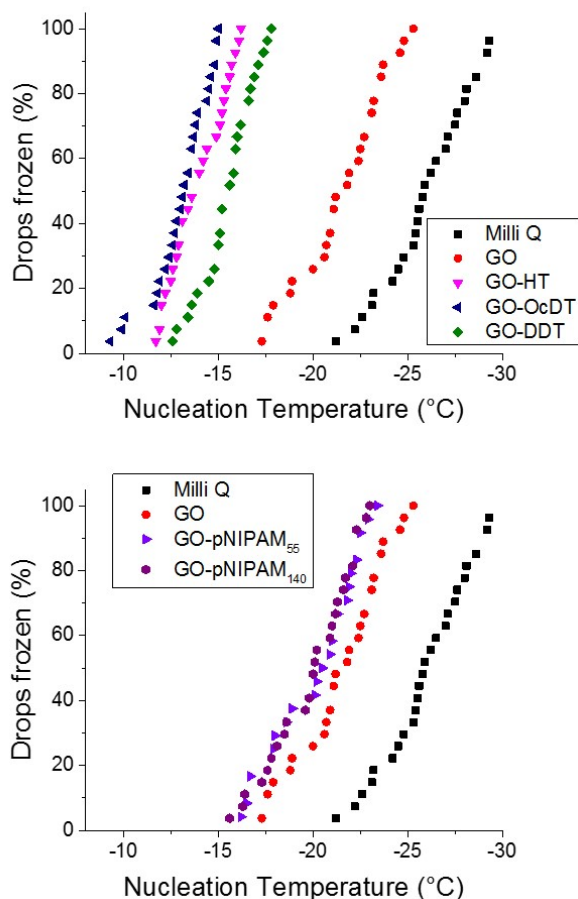 100
80
60
40
20
0
Drops frozen (%)
Milli Q
GO
GO-HT
GO-OcDT
GO-DDT
-10 -15 -20 -25 -30
Nucleation Temperature (°C)
Milli Q
GO
GO-pNIPAM₅₅
GO-pNIPAM₁₄₀
100
80
60
40
20
0
Drops frozen (%)
-10 -15 -20 -25 -30
Nucleation Temperature (°C)